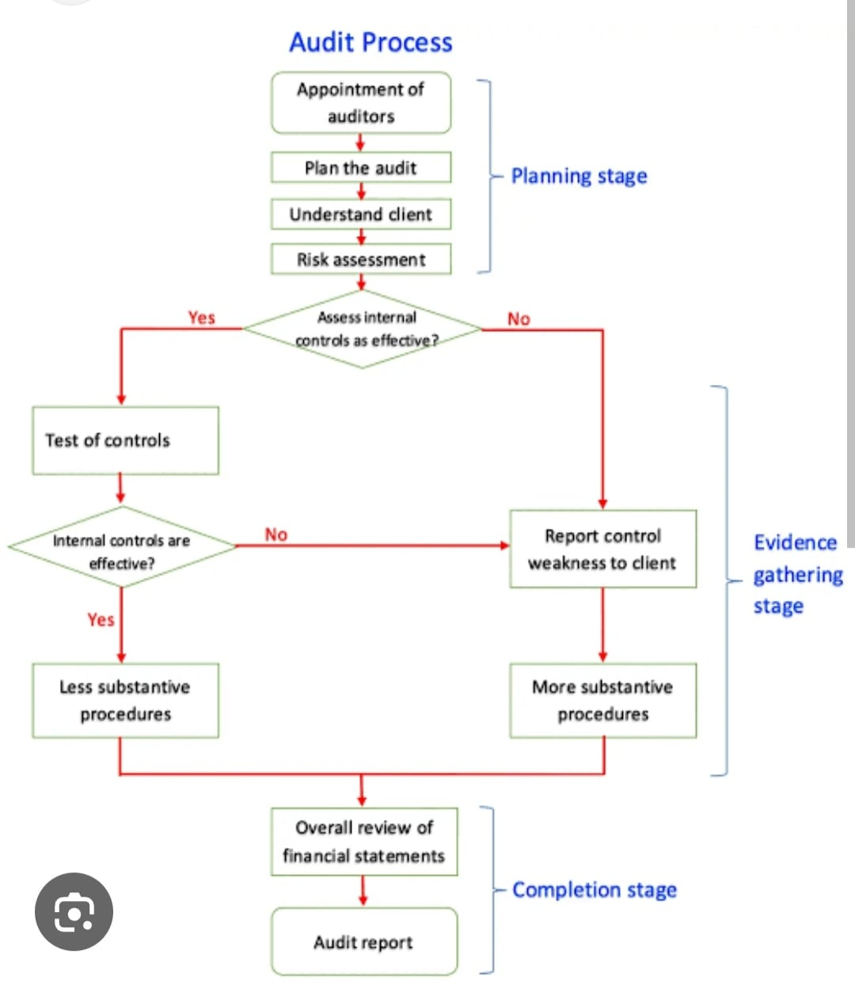 Audit Process
Appointment of
auditors
Plan the audit
Understand client
Risk assessment
Planning stage
Assess internal
controls as effective?
Yes
No
Test of controls
Internal controls are
effective?
No
Report control
weakness to client
Evidence
gathering
stage
Yes
Less substantive
procedures
More substantive
procedures
Overall review of
financial statements
Completion stage
Audit report